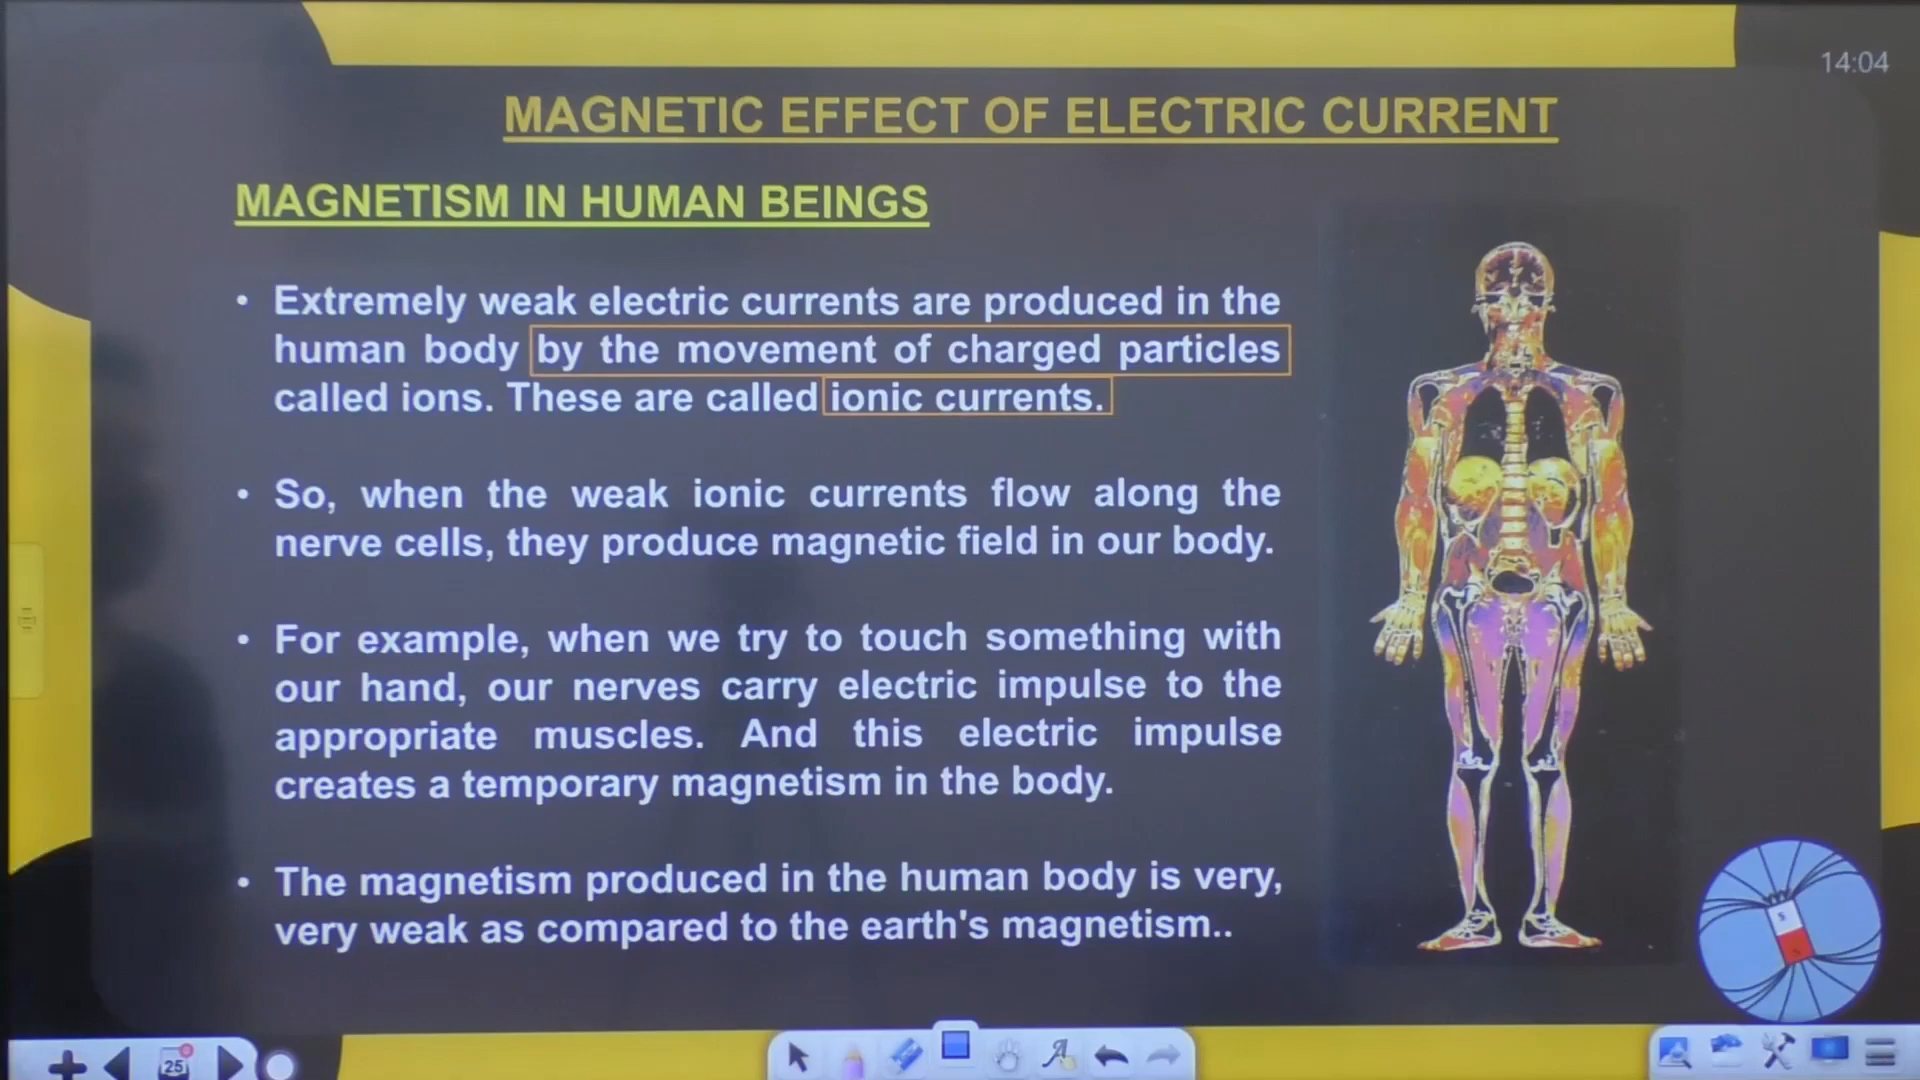 14:04
MAGNETIC EFFECT OF ELECTRIC CURRENT
MAGNETISM IN HUMAN BEINGS
• Extremely weak electric currents are produced in the
human body by the movement of charged particles
called ions. These are called ionic currents.
• So, when the weak ionic currents flow along the
nerve cells, they produce magnetic field in our body.
• For example, when we try to touch something with
our hand, our nerves carry electric impulse to the
appropriate muscles. And this electric impulse
creates a temporary magnetism in the body.
• The magnetism produced in the human body is very,
very weak as compared to the earth's magnetism..
S
N
25
A